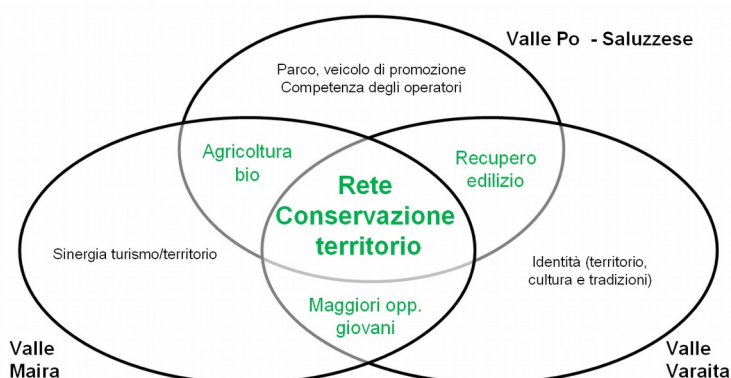 Valle Po - Saluzzese
Parco, veicolo di promozione
Competenza degli operatori
Agricoltura
bio
Recupero
edilizio
Rete
Conservazione
territorio
Sinergia turismo/territorio
Identità (territorio,
cultura e tradizioni)
Maggiori opp.
giovani
Valle
Maira
Valle
Varaita